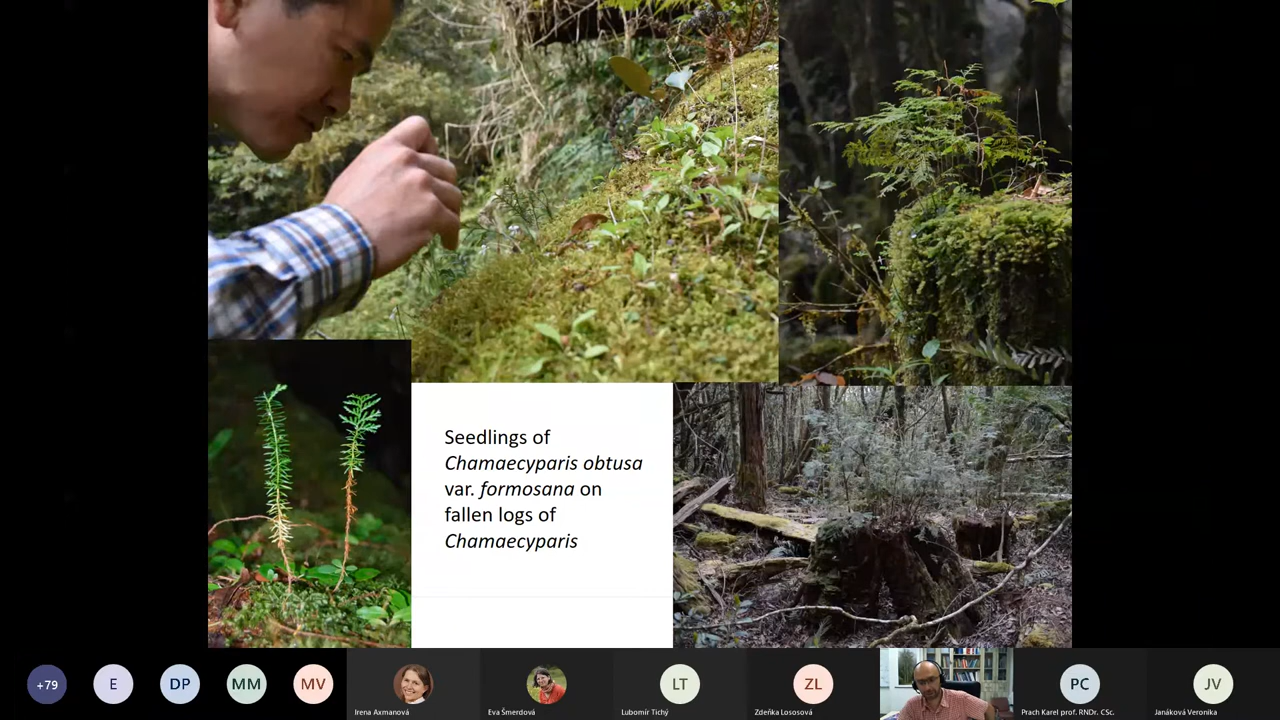 Seedlings of
Chamaecyparis obtusa
var. formosana on
fallen logs of
Chamaecyparis
+79
E
DP
MM
MV
LT
ZL
PC
JV
Irena Axmanová
Eva Šmerdová
Lubomír Tichý
Zdeňka Lososová
Prach Karel prof. RNDr. CSc.
Janáková Veronika